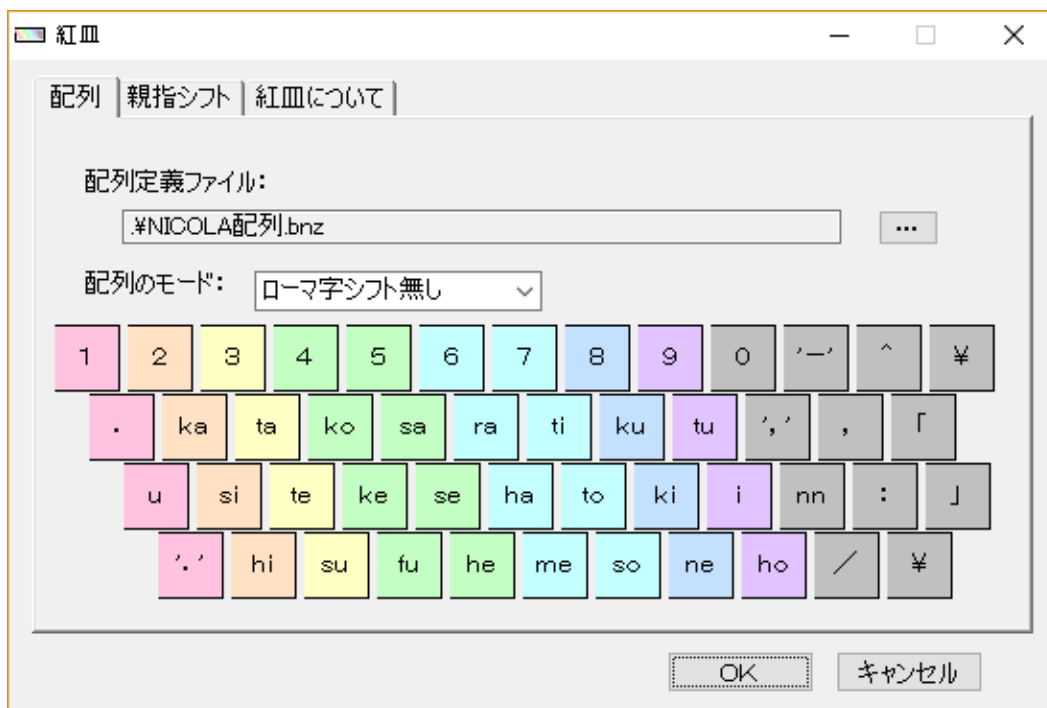 紅皿
配列 親指シフト 紅皿について
配列定義ファイル：
.¥NICOLA配列.bnz ...
配列のモード： ローマ字シフト無し
1 2 3 4 5 6 7 8 9 0 '－' ＾ ￥
． ka ta ko sa ra ti ku tu '，' ， 「
u si te ke se ha to ki i nn ： 」
'．' hi su fu he me so ne ho ／ ￥
OK キャンセル